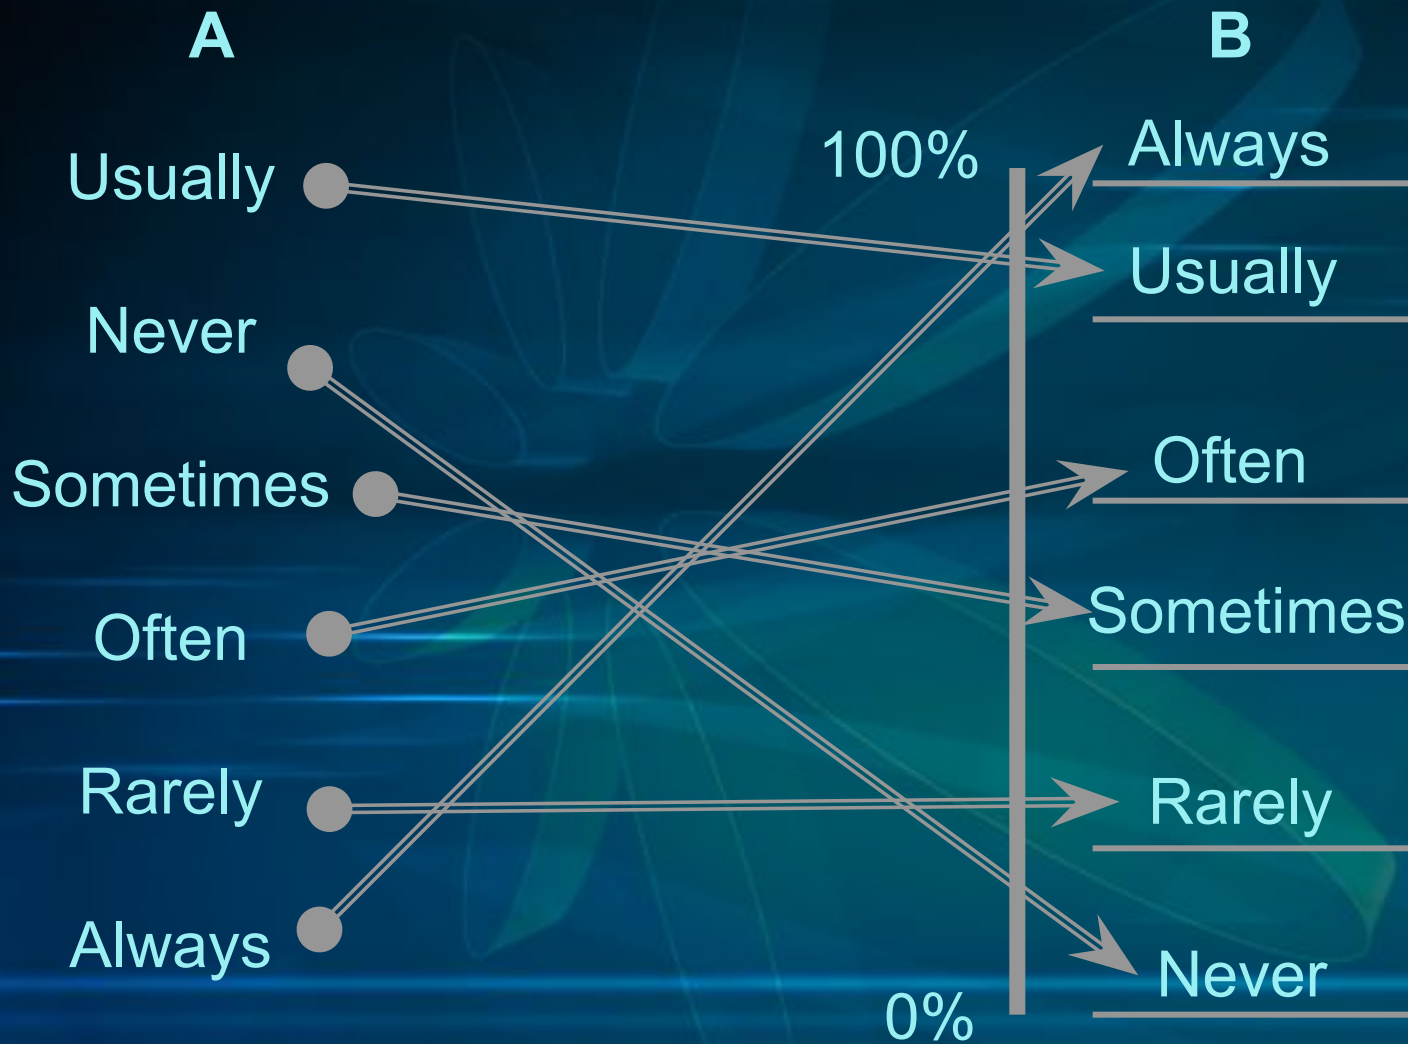 A
Usually
Never
Sometimes
Often
Rarely
Always
100%
0%
B
Always
Usually
Often
Sometimes
Rarely
Never